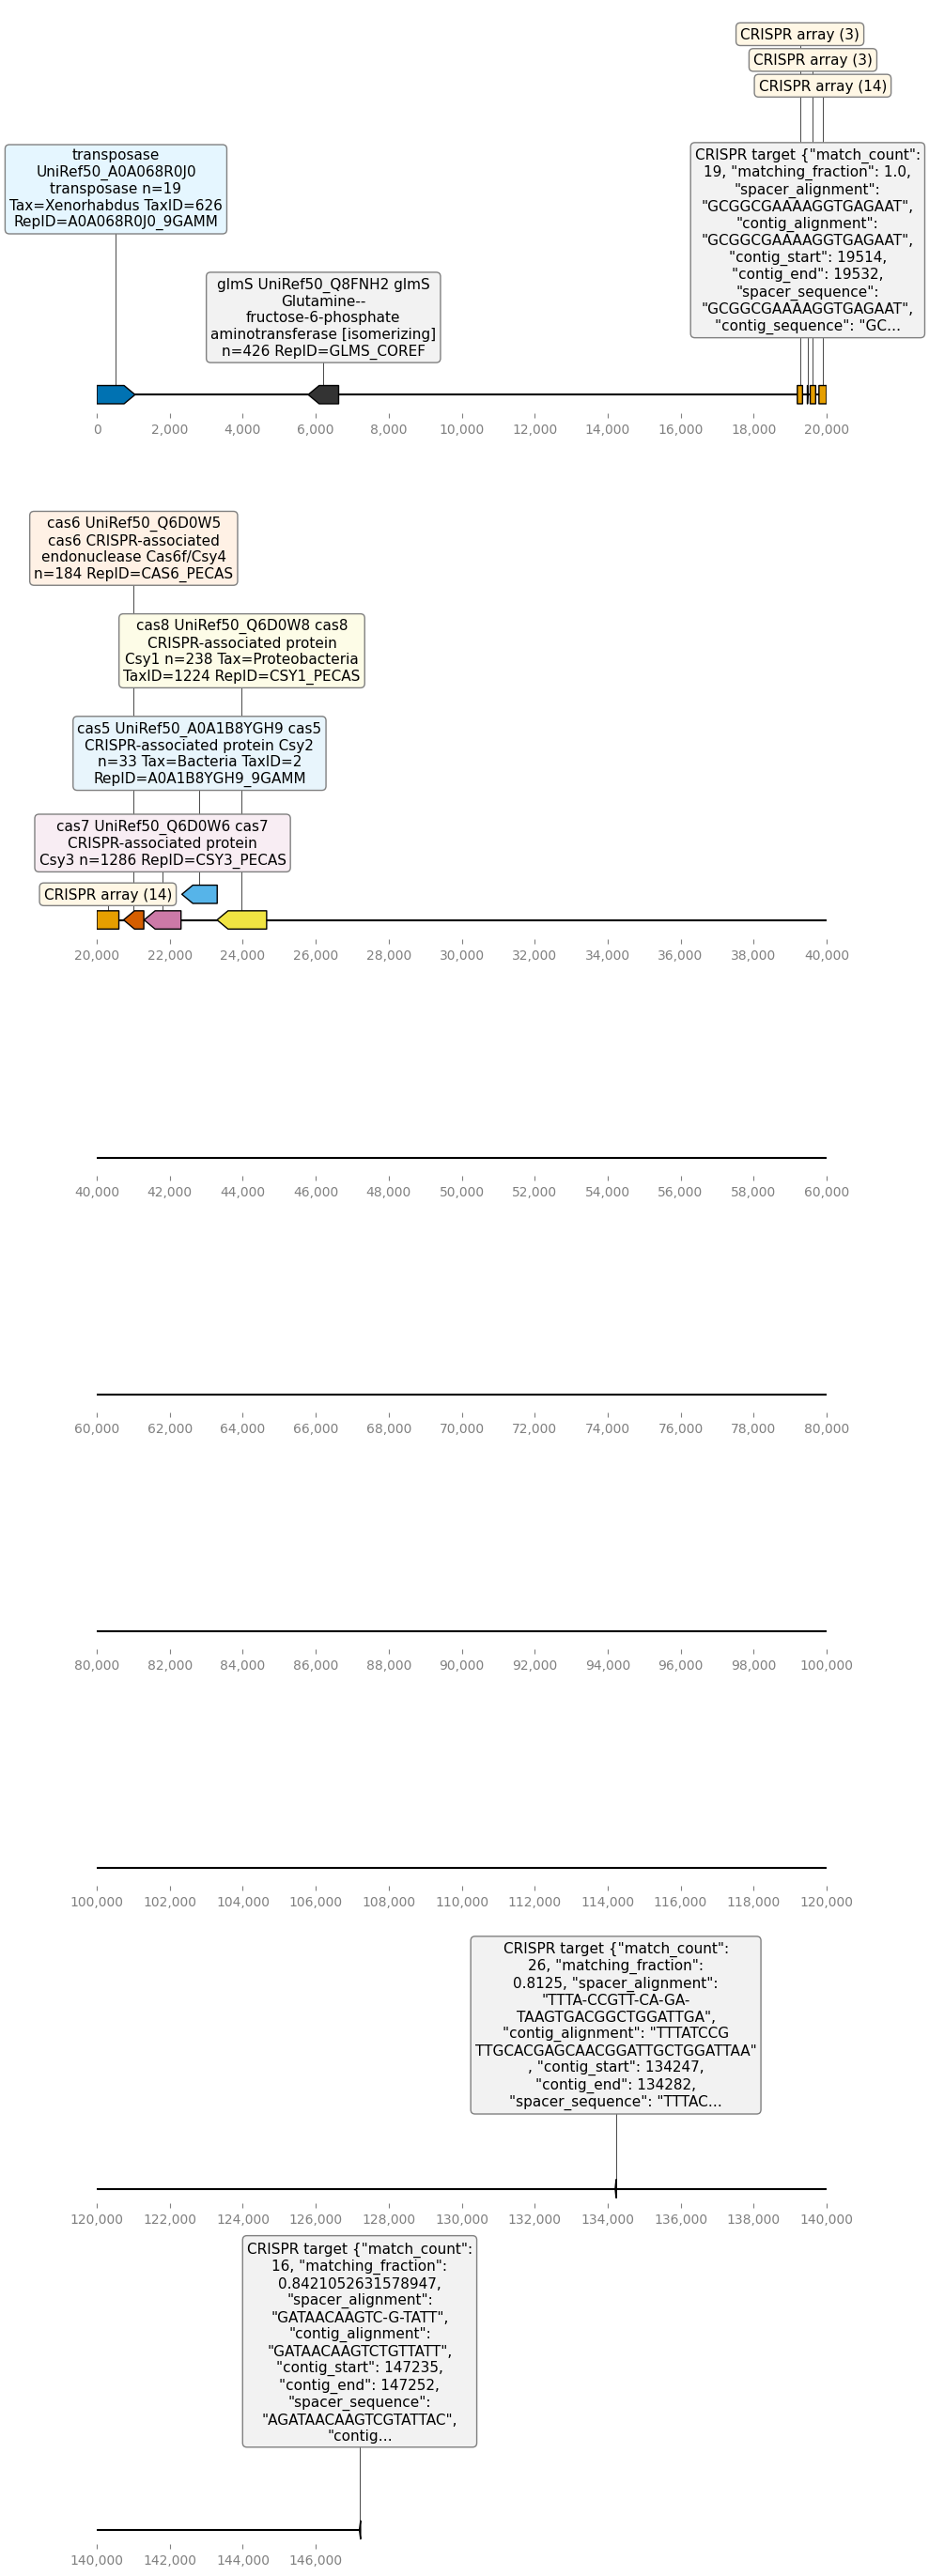 CRISPR array (3)
CRISPR array (3)
CRISPR array (14)
transposase
UniRef50_A0A068R0J0
transposase n=19
Tax=Xenorhabdus TaxID=626
RepID=A0A068R0J0_9GAMM
CRISPR target {"match_count":
19, "matching_fraction": 1.0,
"spacer_alignment":
"GCGGCGAAAAGGTGAGAAT",
"contig_alignment":
"GCGGCGAAAAGGTGAGAAT",
"contig_start": 19514,
"contig_end": 19532,
"spacer_sequence":
"GCGGCGAAAAGGTGAGAAT",
"contig_sequence": "GC...
glmS UniRef50_Q8FNH2 glmS
Glutamine--
fructose-6-phosphate
aminotransferase [isomerizing]
n=426 RepID=GLMS_COREF
0 2,000 4,000 6,000 8,000 10,000 12,000 14,000 16,000 18,000 20,000
cas6 UniRef50_Q6D0W5
cas6 CRISPR-associated
endonuclease Cas6f/Csy4
n=184 RepID=CAS6_PECAS
cas8 UniRef50_Q6D0W8 cas8
CRISPR-associated protein
Csy1 n=238 Tax=Proteobacteria
TaxID=1224 RepID=CSY1_PECAS
cas5 UniRef50_A0A1B8YGH9 cas5
CRISPR-associated protein Csy2
n=33 Tax=Bacteria TaxID=2
RepID=A0A1B8YGH9_9GAMM
cas7 UniRef50_Q6D0W6 cas7
CRISPR-associated protein
Csy3 n=1286 RepID=CSY3_PECAS
CRISPR array (14)
20,000 22,000 24,000 26,000 28,000 30,000 32,000 34,000 36,000 38,000 40,000
40,000 42,000 44,000 46,000 48,000 50,000 52,000 54,000 56,000 58,000 60,000
60,000 62,000 64,000 66,000 68,000 70,000 72,000 74,000 76,000 78,000 80,000
80,000 82,000 84,000 86,000 88,000 90,000 92,000 94,000 96,000 98,000 100,000
100,000 102,000 104,000 106,000 108,000 110,000 112,000 114,000 116,000 118,000 120,000
CRISPR target {"match_count":
26, "matching_fraction":
0.8125, "spacer_alignment":
"TTTA-CCGTT-CA-GA-
TAAGTGACGGCTGGATTGA",
"contig_alignment": "TTTATCCG
TTGCACGAGCAACGGATTGCTGGATTAA"
, "contig_start": 134247,
"contig_end": 134282,
"spacer_sequence": "TTTAC...
120,000 122,000 124,000 126,000 128,000 130,000 132,000 134,000 136,000 138,000 140,000
CRISPR target {"match_count":
16, "matching_fraction":
0.8421052631578947,
"spacer_alignment":
"GATAACAAGTC-G-TATT",
"contig_alignment":
"GATAACAAGTCTGTTATT",
"contig_start": 147235,
"contig_end": 147252,
"spacer_sequence":
"AGATAACAAGTCGTATTAC",
"contig...
140,000 142,000 144,000 146,000